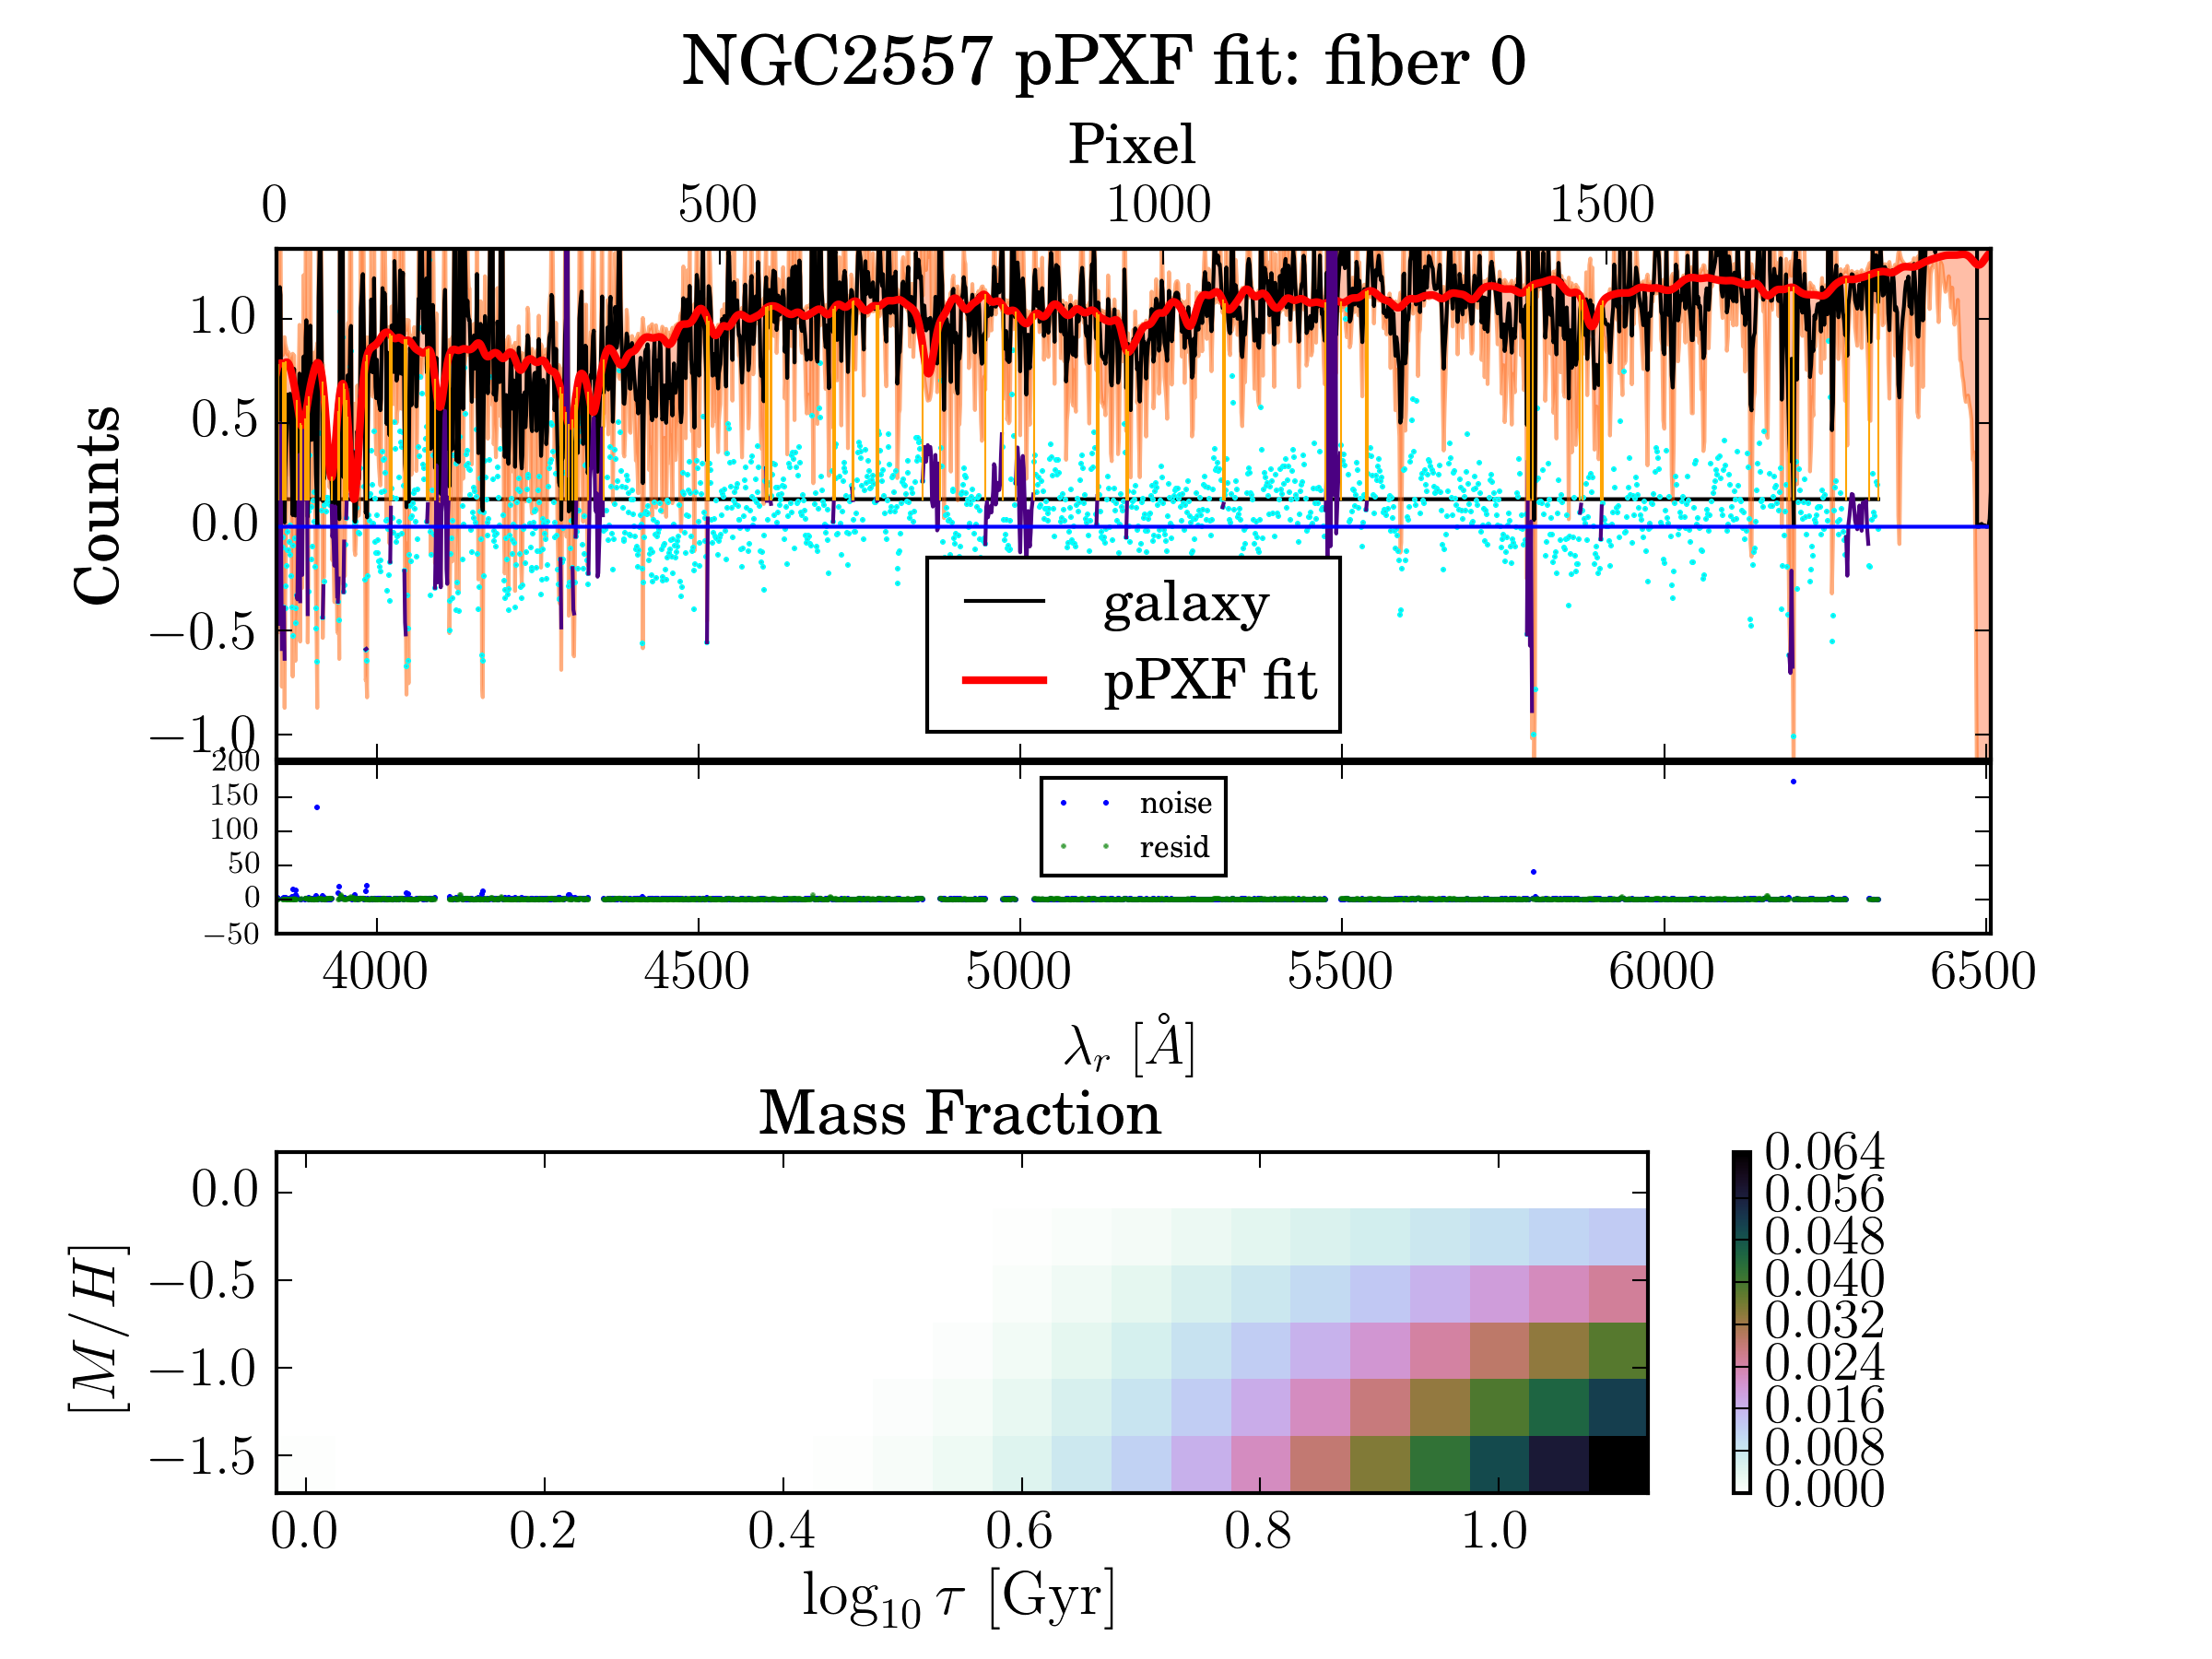 NGC2557 pPXF fit: fiber 0
Pixel
0 500 1000 1500
Counts
1.0
0.5
0.0
−0.5
−1.0
galaxy
pPXF fit
200
150
100
50
0
−50
noise
resid
4000 4500 5000 5500 6000 6500
λr [Å]
Mass Fraction
[M/H]
0.0
−0.5
−1.0
−1.5
0.0 0.2 0.4 0.6 0.8 1.0
log10 τ [Gyr]
0.064
0.056
0.048
0.040
0.032
0.024
0.016
0.008
0.000